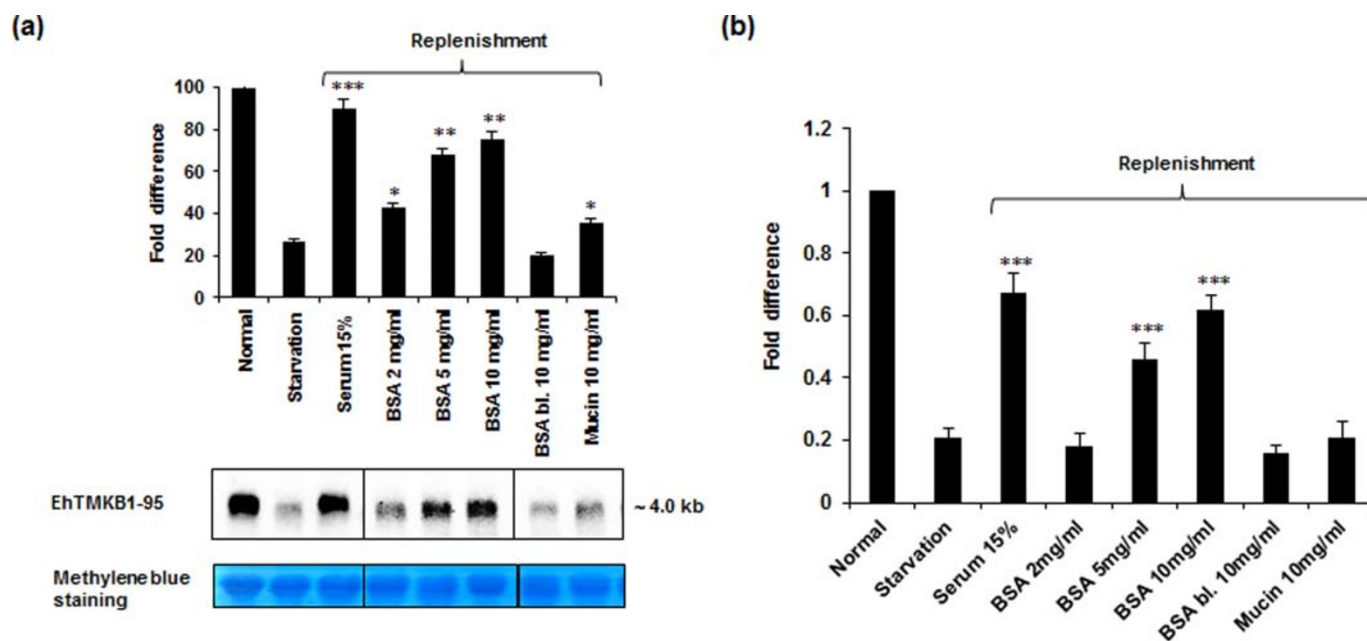 (a)
Replenishment
***
**
**
*
*
100
80
60
40
20
0
Fold difference
Normal
Starvation
Serum 15%
BSA 2 mg/ml
BSA 5 mg/ml
BSA 10 mg/ml
BSA bl. 10 mg/ml
Mucin 10 mg/ml
EhTMKB1-95
~ 4.0 kb
Methylene blue
staining
(b)
Replenishment
***
***
***
1.2
1
0.8
0.6
0.4
0.2
0
Fold difference
Normal
Starvation
Serum 15%
BSA 2mg/ml
BSA 5mg/ml
BSA 10mg/ml
BSA bl. 10mg/ml
Mucin 10mg/ml